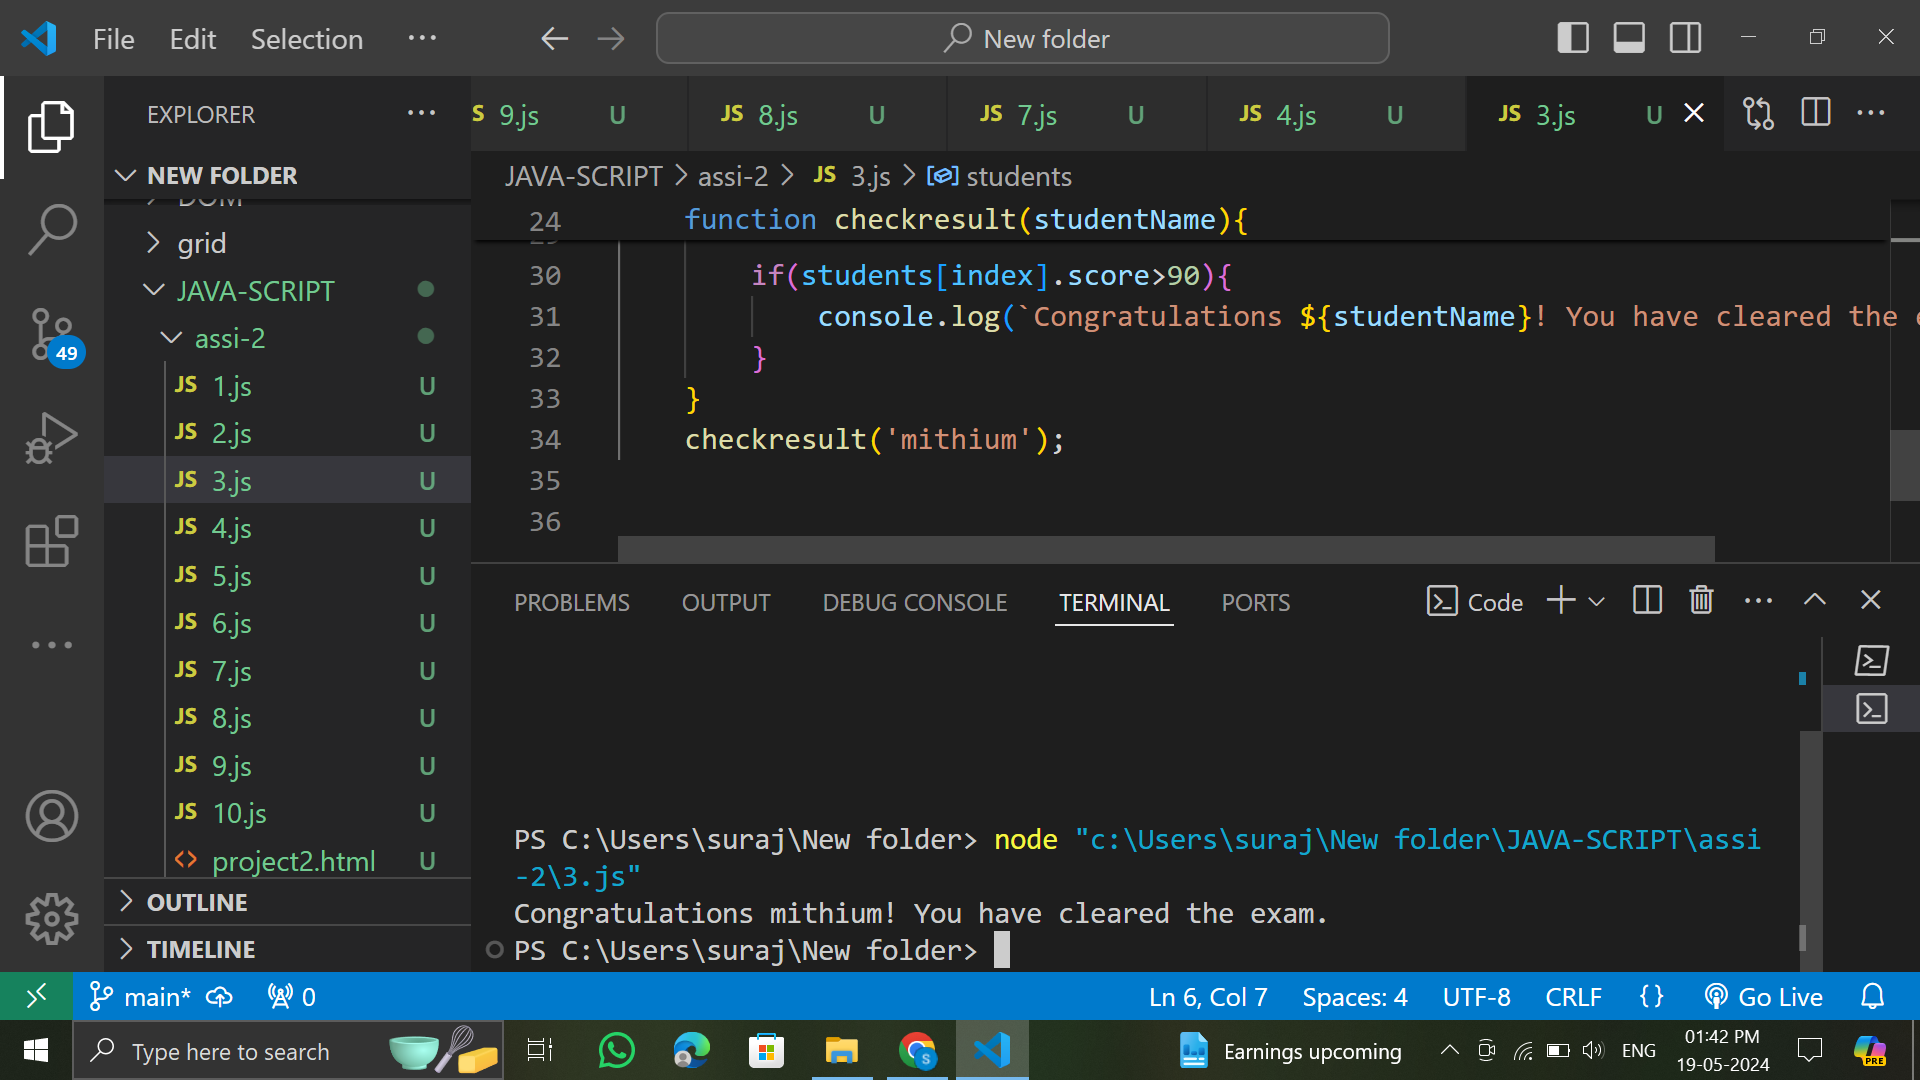 File Edit Selection ···
New folder
EXPLORER ···
NEW FOLDER
DOM
grid
JAVA-SCRIPT
assi-2
JS 1.js U
JS 2.js U
JS 3.js U
JS 4.js U
JS 5.js U
JS 6.js U
JS 7.js U
JS 8.js U
JS 9.js U
JS 10.js U
<> project2.html U
OUTLINE
TIMELINE
49
S 9.js U JS 8.js U JS 7.js U JS 4.js U JS 3.js U
JAVA-SCRIPT > assi-2 > JS 3.js > students
24 function checkresult(studentName){
29
30 if(students[index].score>90){
31 console.log(`Congratulations ${studentName}! You have cleared the
32 }
33 }
34 checkresult('mithium');
35
36
PROBLEMS OUTPUT DEBUG CONSOLE TERMINAL PORTS Code
PS C:\Users\suraj\New folder> node "c:\Users\suraj\New folder\JAVA-SCRIPT\assi
-2\3.js"
Congratulations mithium! You have cleared the exam.
PS C:\Users\suraj\New folder>
main* 0 Ln 6, Col 7 Spaces: 4 UTF-8 CRLF {} Go Live
Type here to search
S
Earnings upcoming
ENG
01:42 PM
19-05-2024
PRE